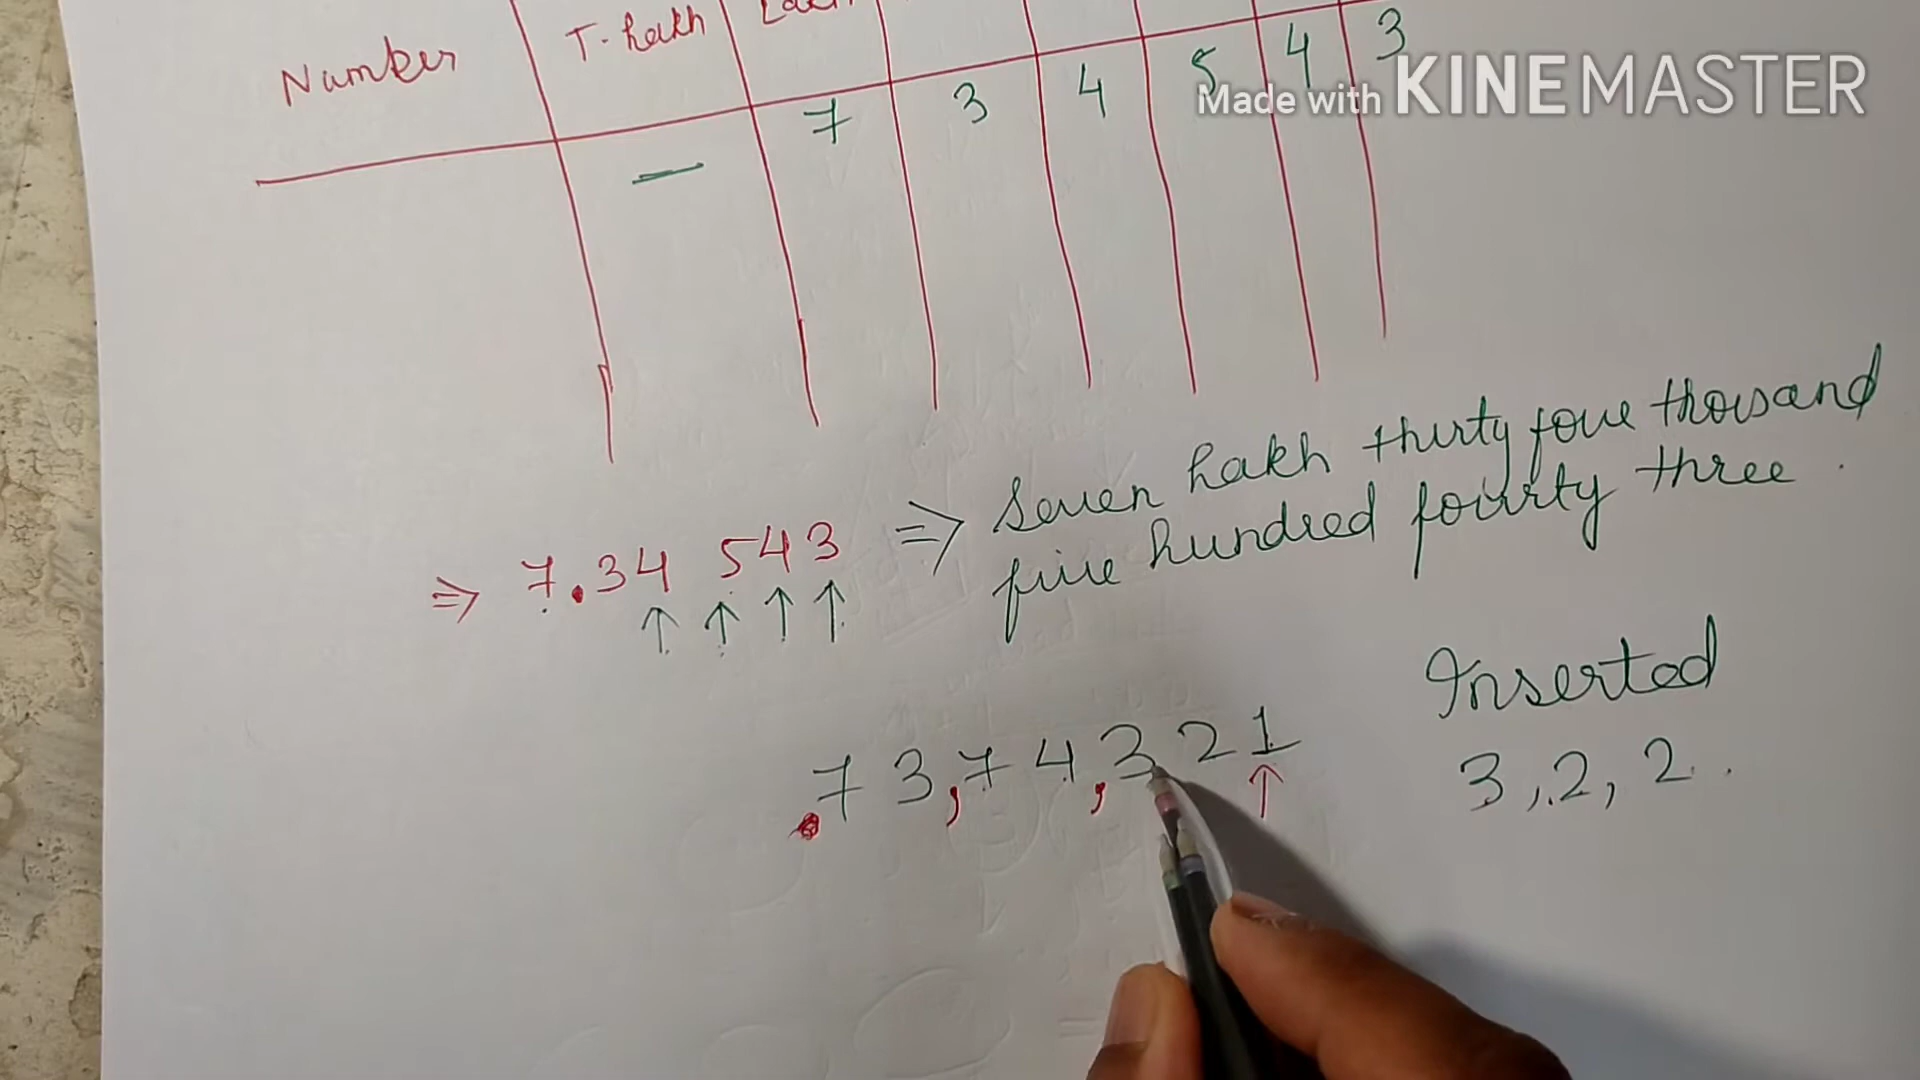 Number T. Lakh Lakh
— 7 3 4 5 4 3
Made with KINEMASTER
⇒ 7.34 543 ⇒ Seven Lakh thirty four thousand
five hundred fourty three .
↑ ↑ ↑ ↑
Inserted
.73,74,321
3,2,2.
↑